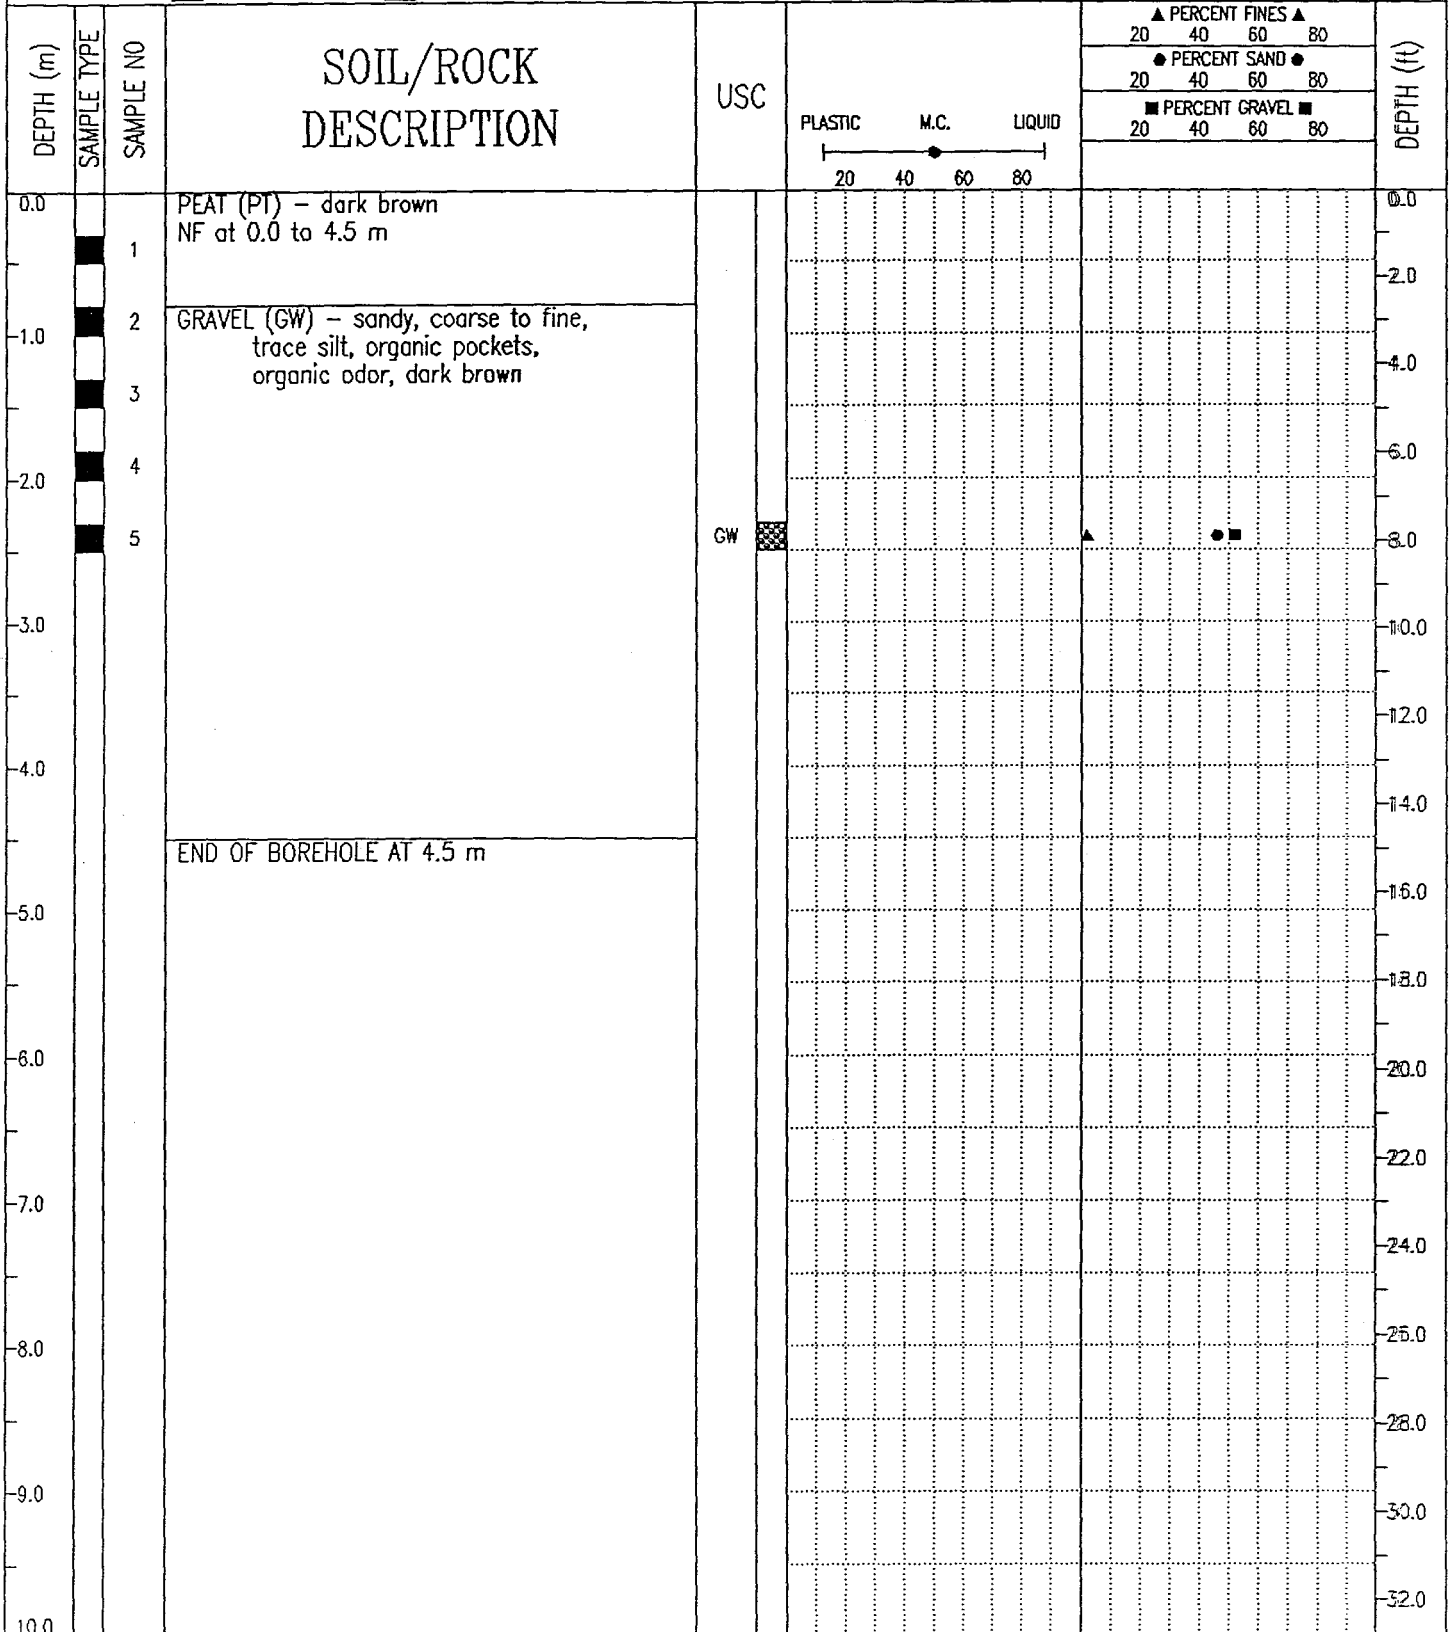 DEPTH (m)
SAMPLE TYPE
SAMPLE NO
SOIL/ROCK
DESCRIPTION
USC
PLASTIC M.C. LIQUID
20 40 60 80
▲ PERCENT FINES ▲
20 40 60 80
● PERCENT SAND ●
20 40 60 80
■ PERCENT GRAVEL ■
20 40 60 80
DEPTH (ft)
0.0
PEAT (PT) – dark brown
0.0
NF at 0.0 to 4.5 m
1
2.0
2
GRAVEL (GW) – sandy, coarse to fine,
1.0
trace silt, organic pockets,
4.0
organic odor, dark brown
3
6.0
4
2.0
5
GW
8.0
3.0
10.0
12.0
4.0
14.0
END OF BOREHOLE AT 4.5 m
16.0
5.0
18.0
6.0
20.0
22.0
7.0
24.0
8.0
28.0
9.0
30.0
32.0
10.0